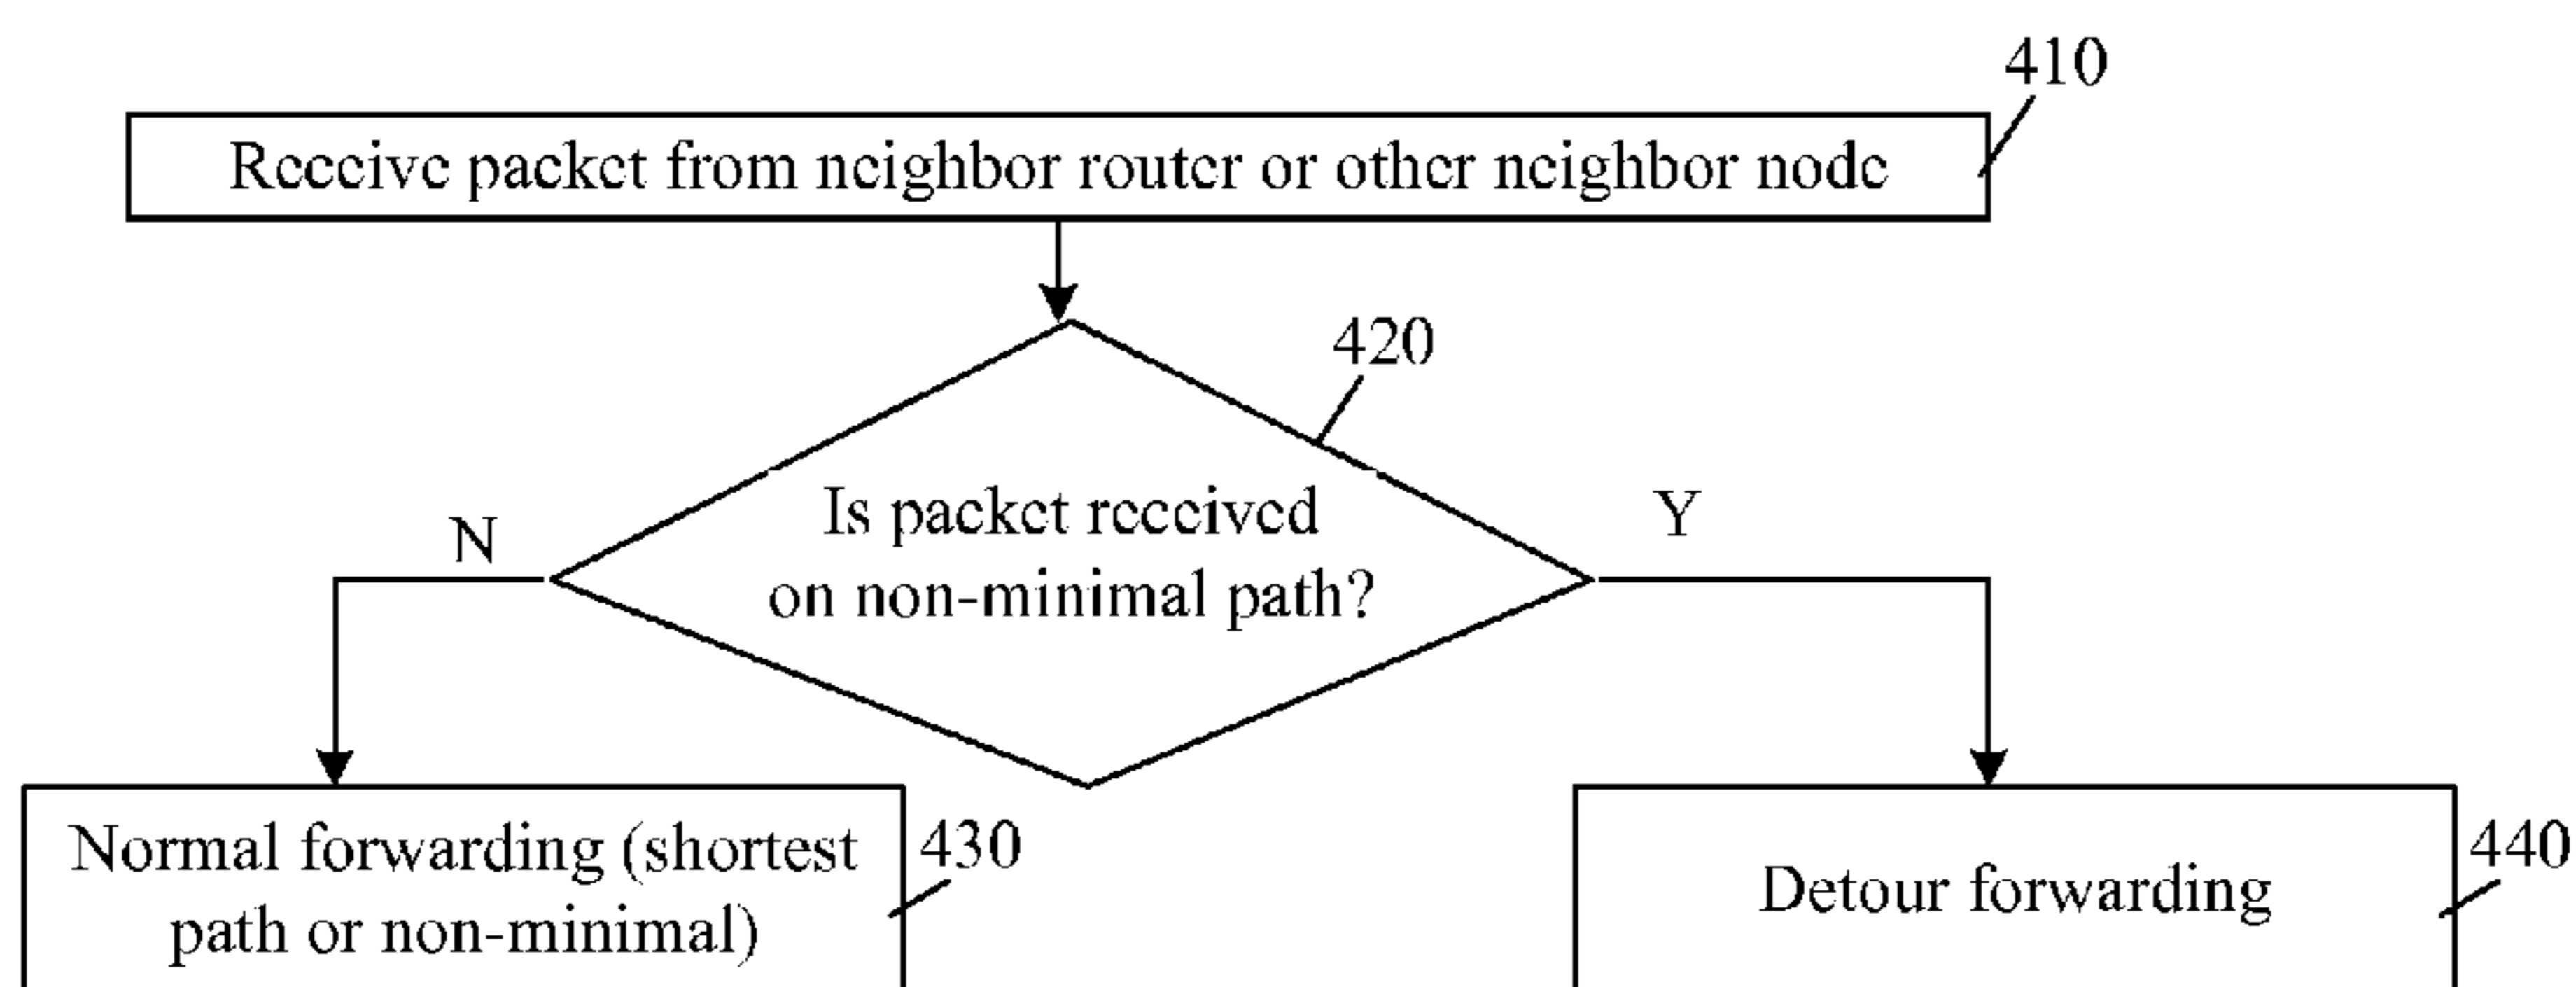 410
Receive packet from neighbor router or other neighbor node
420
Is packet received
on non-minimal path?
N
Y
Normal forwarding (shortest
path or non-minimal)
430
Detour forwarding
440